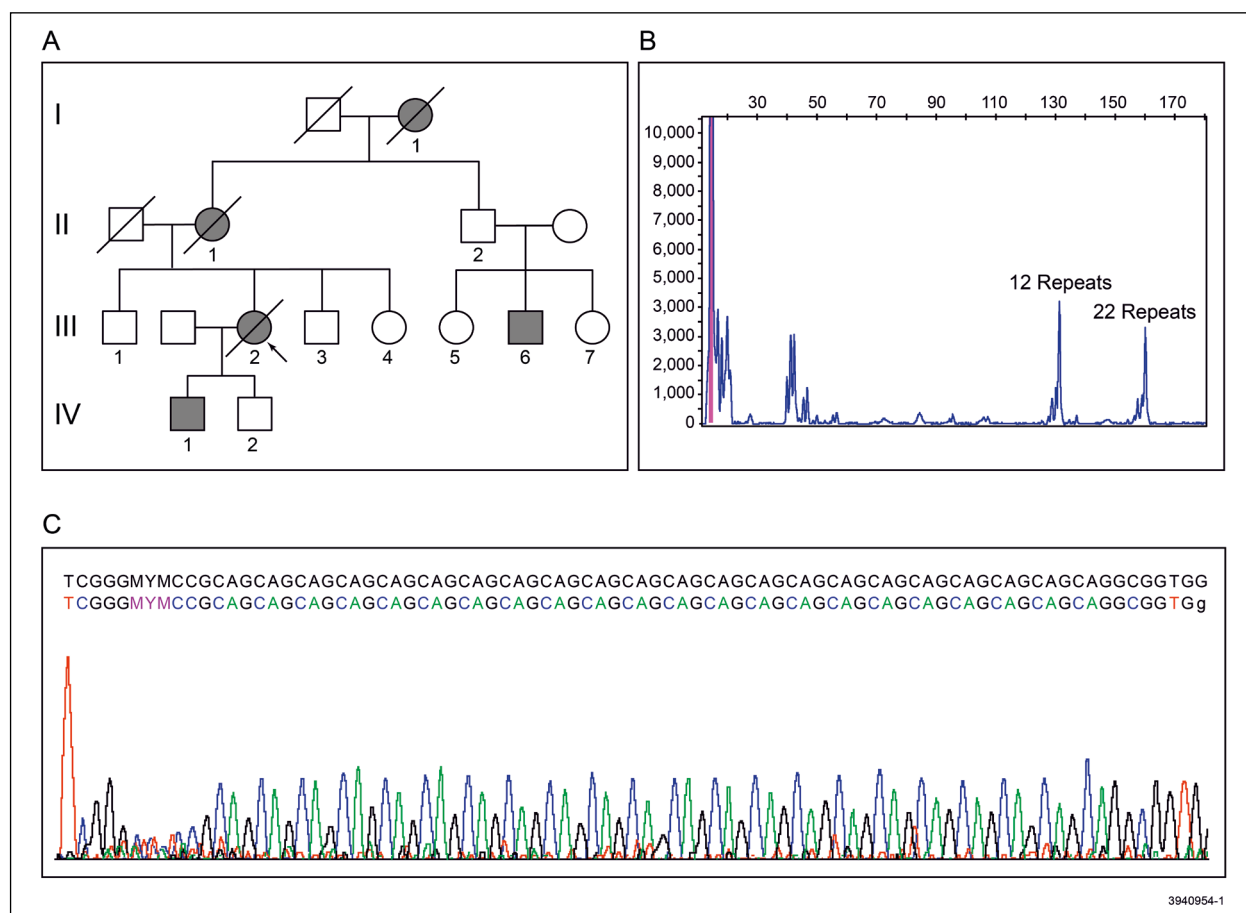 A
B
I
1
II
1
2
III
1
2
3
4
5
6
7
IV
1
2
30 50 70 90 110 130 150 170
10,000
9,000
8,000
7,000
6,000
5,000
4,000
3,000
2,000
1,000
0
12 Repeats
22 Repeats
C
TCGGGMYMCCGCAGCAGCAGCAGCAGCAGCAGCAGCAGCAGCAGCAGCAGCAGCAGCAGCAGCAGCAGCAGCAGCAGGCGGTGG
TCGGGMYMCCGCAGCAGCAGCAGCAGCAGCAGCAGCAGCAGCAGCAGCAGCAGCAGCAGCAGCAGCAGCAGCAGCAGGCGGTGg
3940954-1